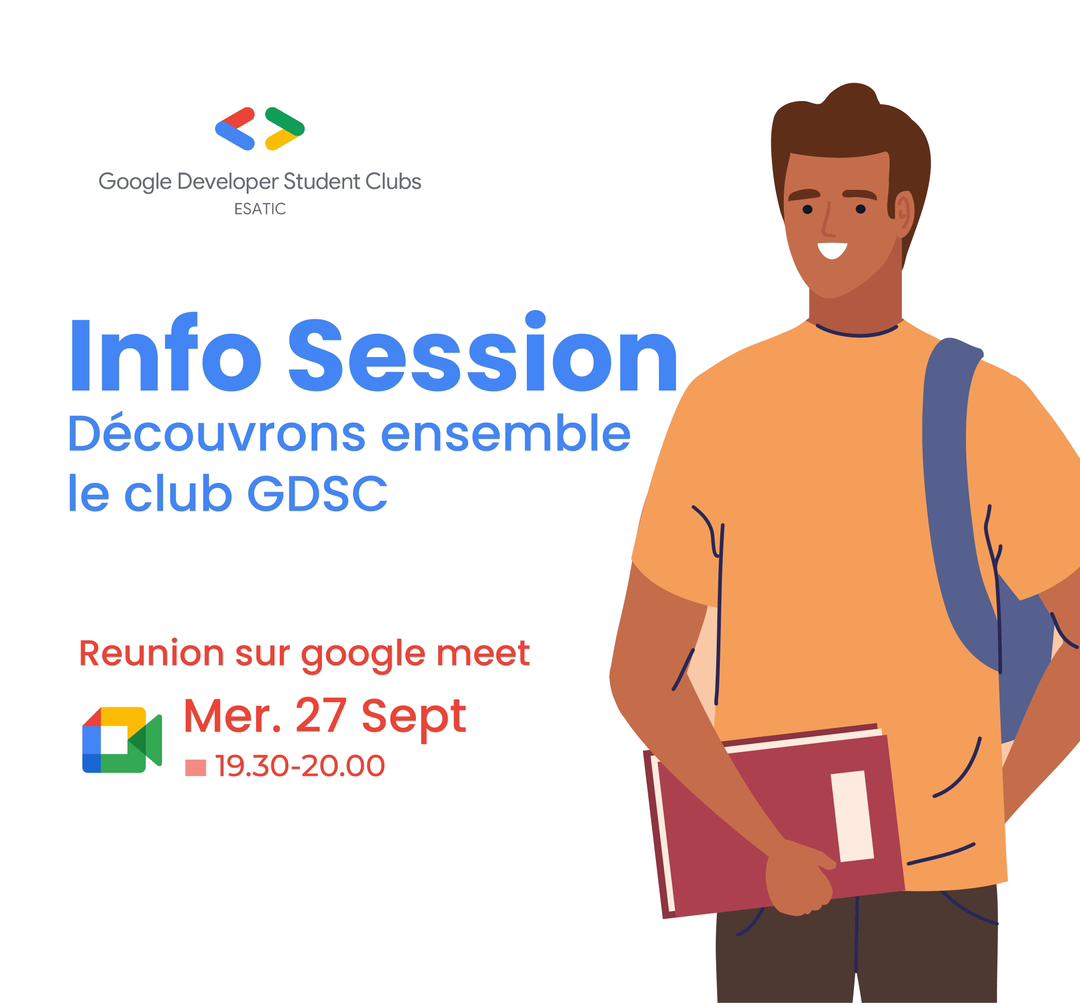 Google Developer Student Clubs
ESATIC
Info Session
Découvrons ensemble
le club GDSC
Reunion sur google meet
Mer. 27 Sept
19.30-20.00